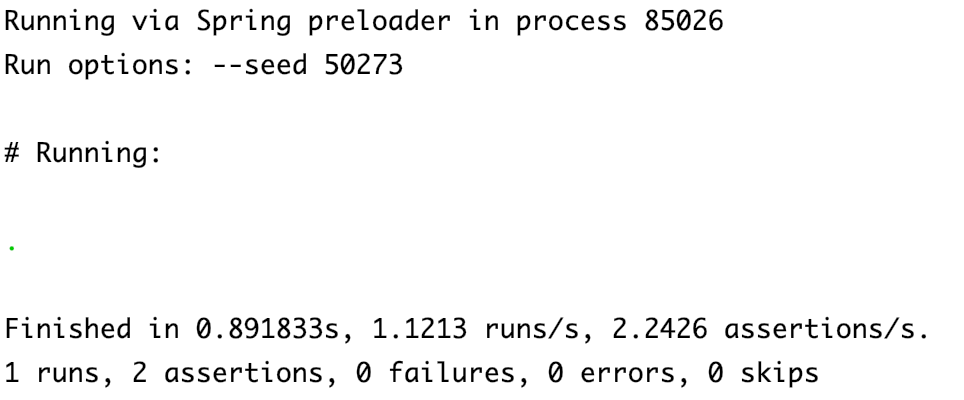 Running via Spring preloader in process 85026
Run options: --seed 50273
# Running:
.
Finished in 0.891833s, 1.1213 runs/s, 2.2426 assertions/s.
1 runs, 2 assertions, 0 failures, 0 errors, 0 skips